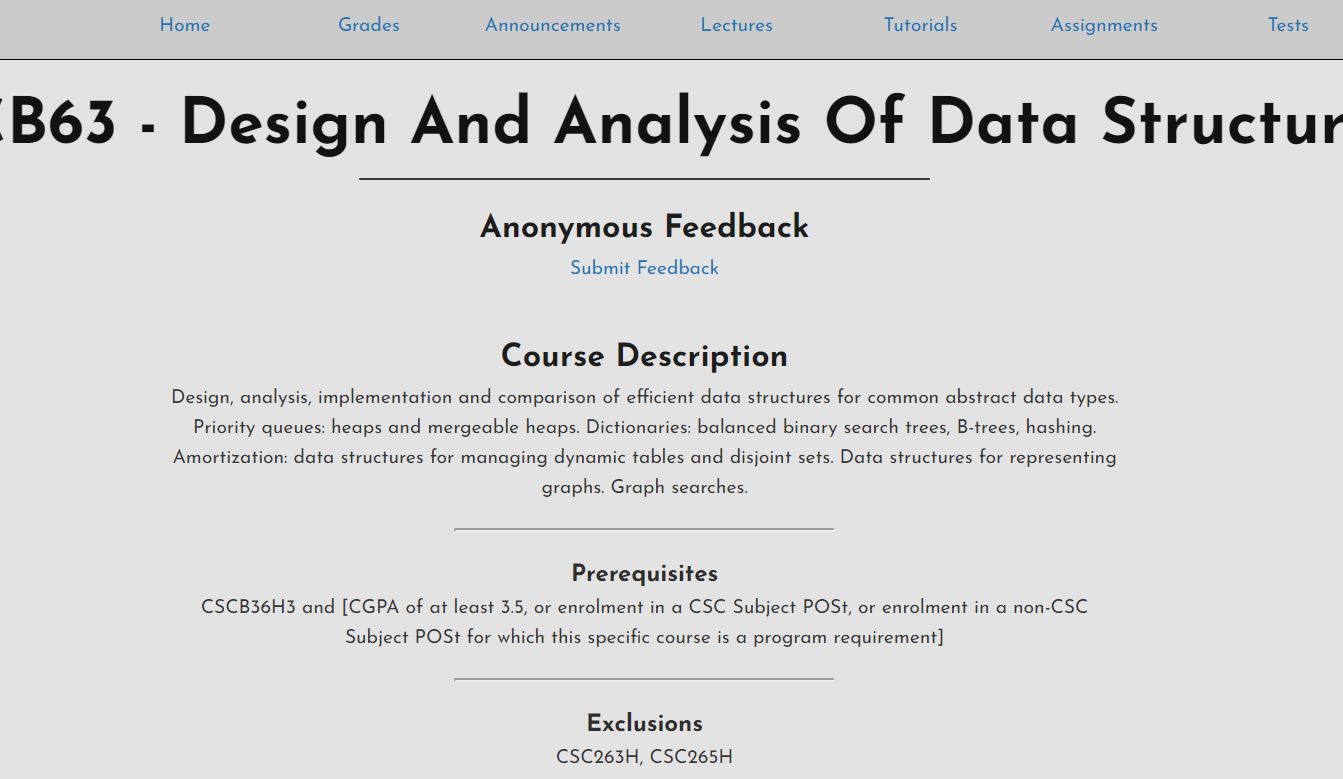 Home Grades Announcements Lectures Tutorials Assignments Tests
B63 - Design And Analysis Of Data Structur
Anonymous Feedback
Submit Feedback
Course Description
Design, analysis, implementation and comparison of efficient data structures for common abstract data types.
Priority queues: heaps and mergeable heaps. Dictionaries: balanced binary search trees, B-trees, hashing.
Amortization: data structures for managing dynamic tables and disjoint sets. Data structures for representing
graphs. Graph searches.
Prerequisites
CSCB36H3 and [CGPA of at least 3.5, or enrolment in a CSC Subject POSt, or enrolment in a non-CSC
Subject POSt for which this specific course is a program requirement]
Exclusions
CSC263H, CSC265H